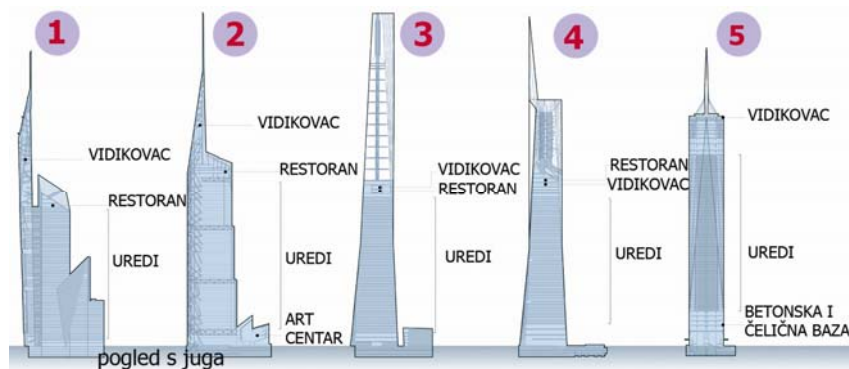 1
2
3
4
5
VIDIKOVAC
RESTORAN
UREDI
VIDIKOVAC
RESTORAN
UREDI
ART
CENTAR
VIDIKOVAC
RESTORAN
UREDI
RESTORAN
VIDIKOVAC
UREDI
VIDIKOVAC
UREDI
BETONSKA I
ČELIČNA BAZA
pogled s juga